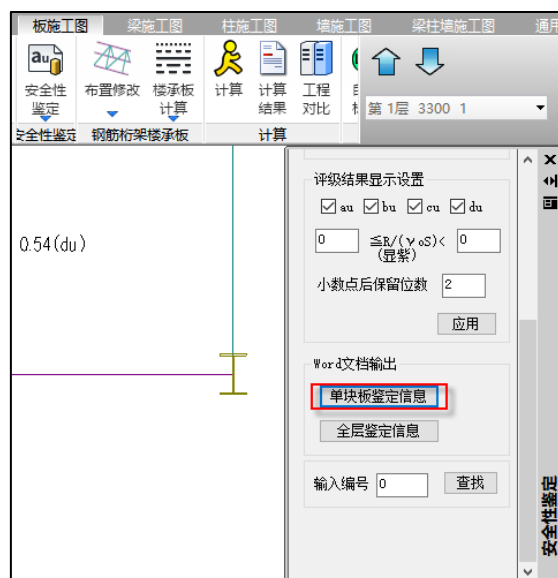 板施工图 梁施工图 柱施工图 墙施工图 梁柱墙施工图 通用
au
安全性鉴定 布置修改 楼承板计算 计算 计算结果 工程对比
第 1层 3300 1
安全性鉴定 钢筋桁架楼承板 计算
评级结果显示设置
au bu cu du
0 ≦R/(γoS)< 0
(显紫)
0.54(du)
小数点后保留位数 2
应用
Word文档输出
单块板鉴定信息
全层鉴定信息
输入编号 0 查找
安全性鉴定